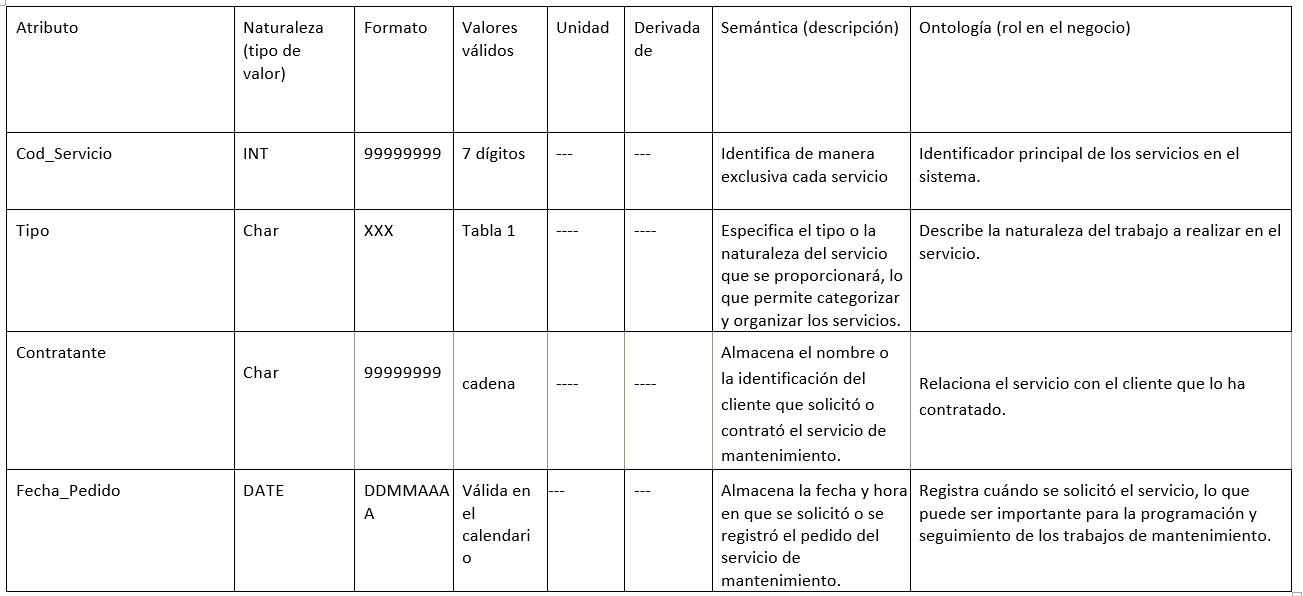 Atributo
Naturaleza
(tipo de
valor)
Formato
Valores
válidos
Unidad
Derivada
de
Semántica (descripción)
Ontología (rol en el negocio)
Cod_Servicio
INT
99999999
7 dígitos
---
---
Identifica de manera
exclusiva cada servicio
Identificador principal de los servicios en el
sistema.
Tipo
Char
XXX
Tabla 1
----
----
Especifica el tipo o la
naturaleza del servicio
que se proporcionará, lo
que permite categorizar
y organizar los servicios.
Describe la naturaleza del trabajo a realizar en el
servicio.
Contratante
Char
99999999
cadena
----
----
Almacena el nombre o
la identificación del
cliente que solicitó o
contrató el servicio de
mantenimiento.
Relaciona el servicio con el cliente que lo ha
contratado.
Fecha_Pedido
DATE
DDMMAAA
A
Válida en
el
calendari
o
---
---
Almacena la fecha y hora
en que se solicitó o se
registró el pedido del
servicio de
mantenimiento.
Registra cuándo se solicitó el servicio, lo que
puede ser importante para la programación y
seguimiento de los trabajos de mantenimiento.